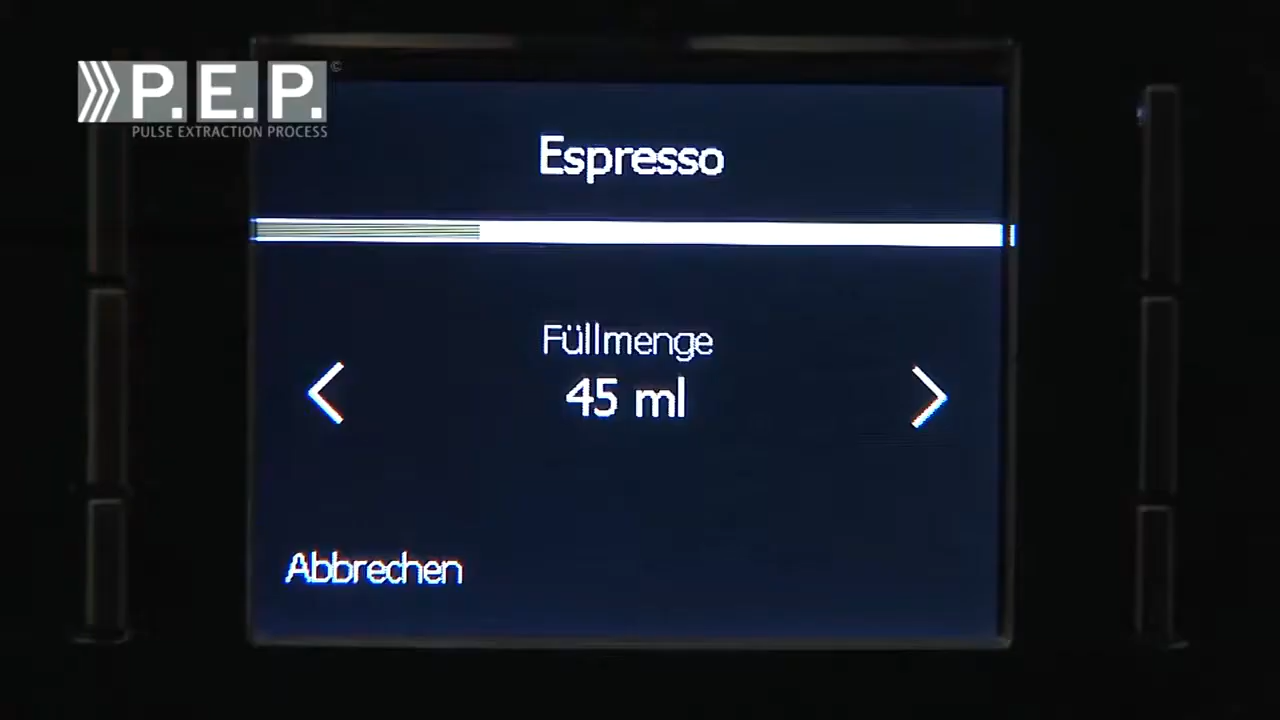 P.E.P.©
PULSE EXTRACTION PROCESS
Espresso
Füllmenge
45 ml
Abbrechen